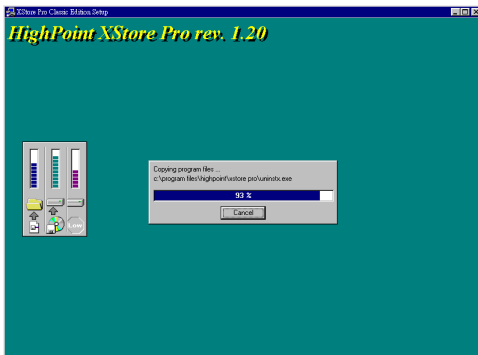 XStore Pro Classic Edition Setup
HighPoint XStore Pro rev. 1.20
Copying program files ...
c:\program files\highpoint\xstore pro\uninstx.exe
93 %
Cancel
Low